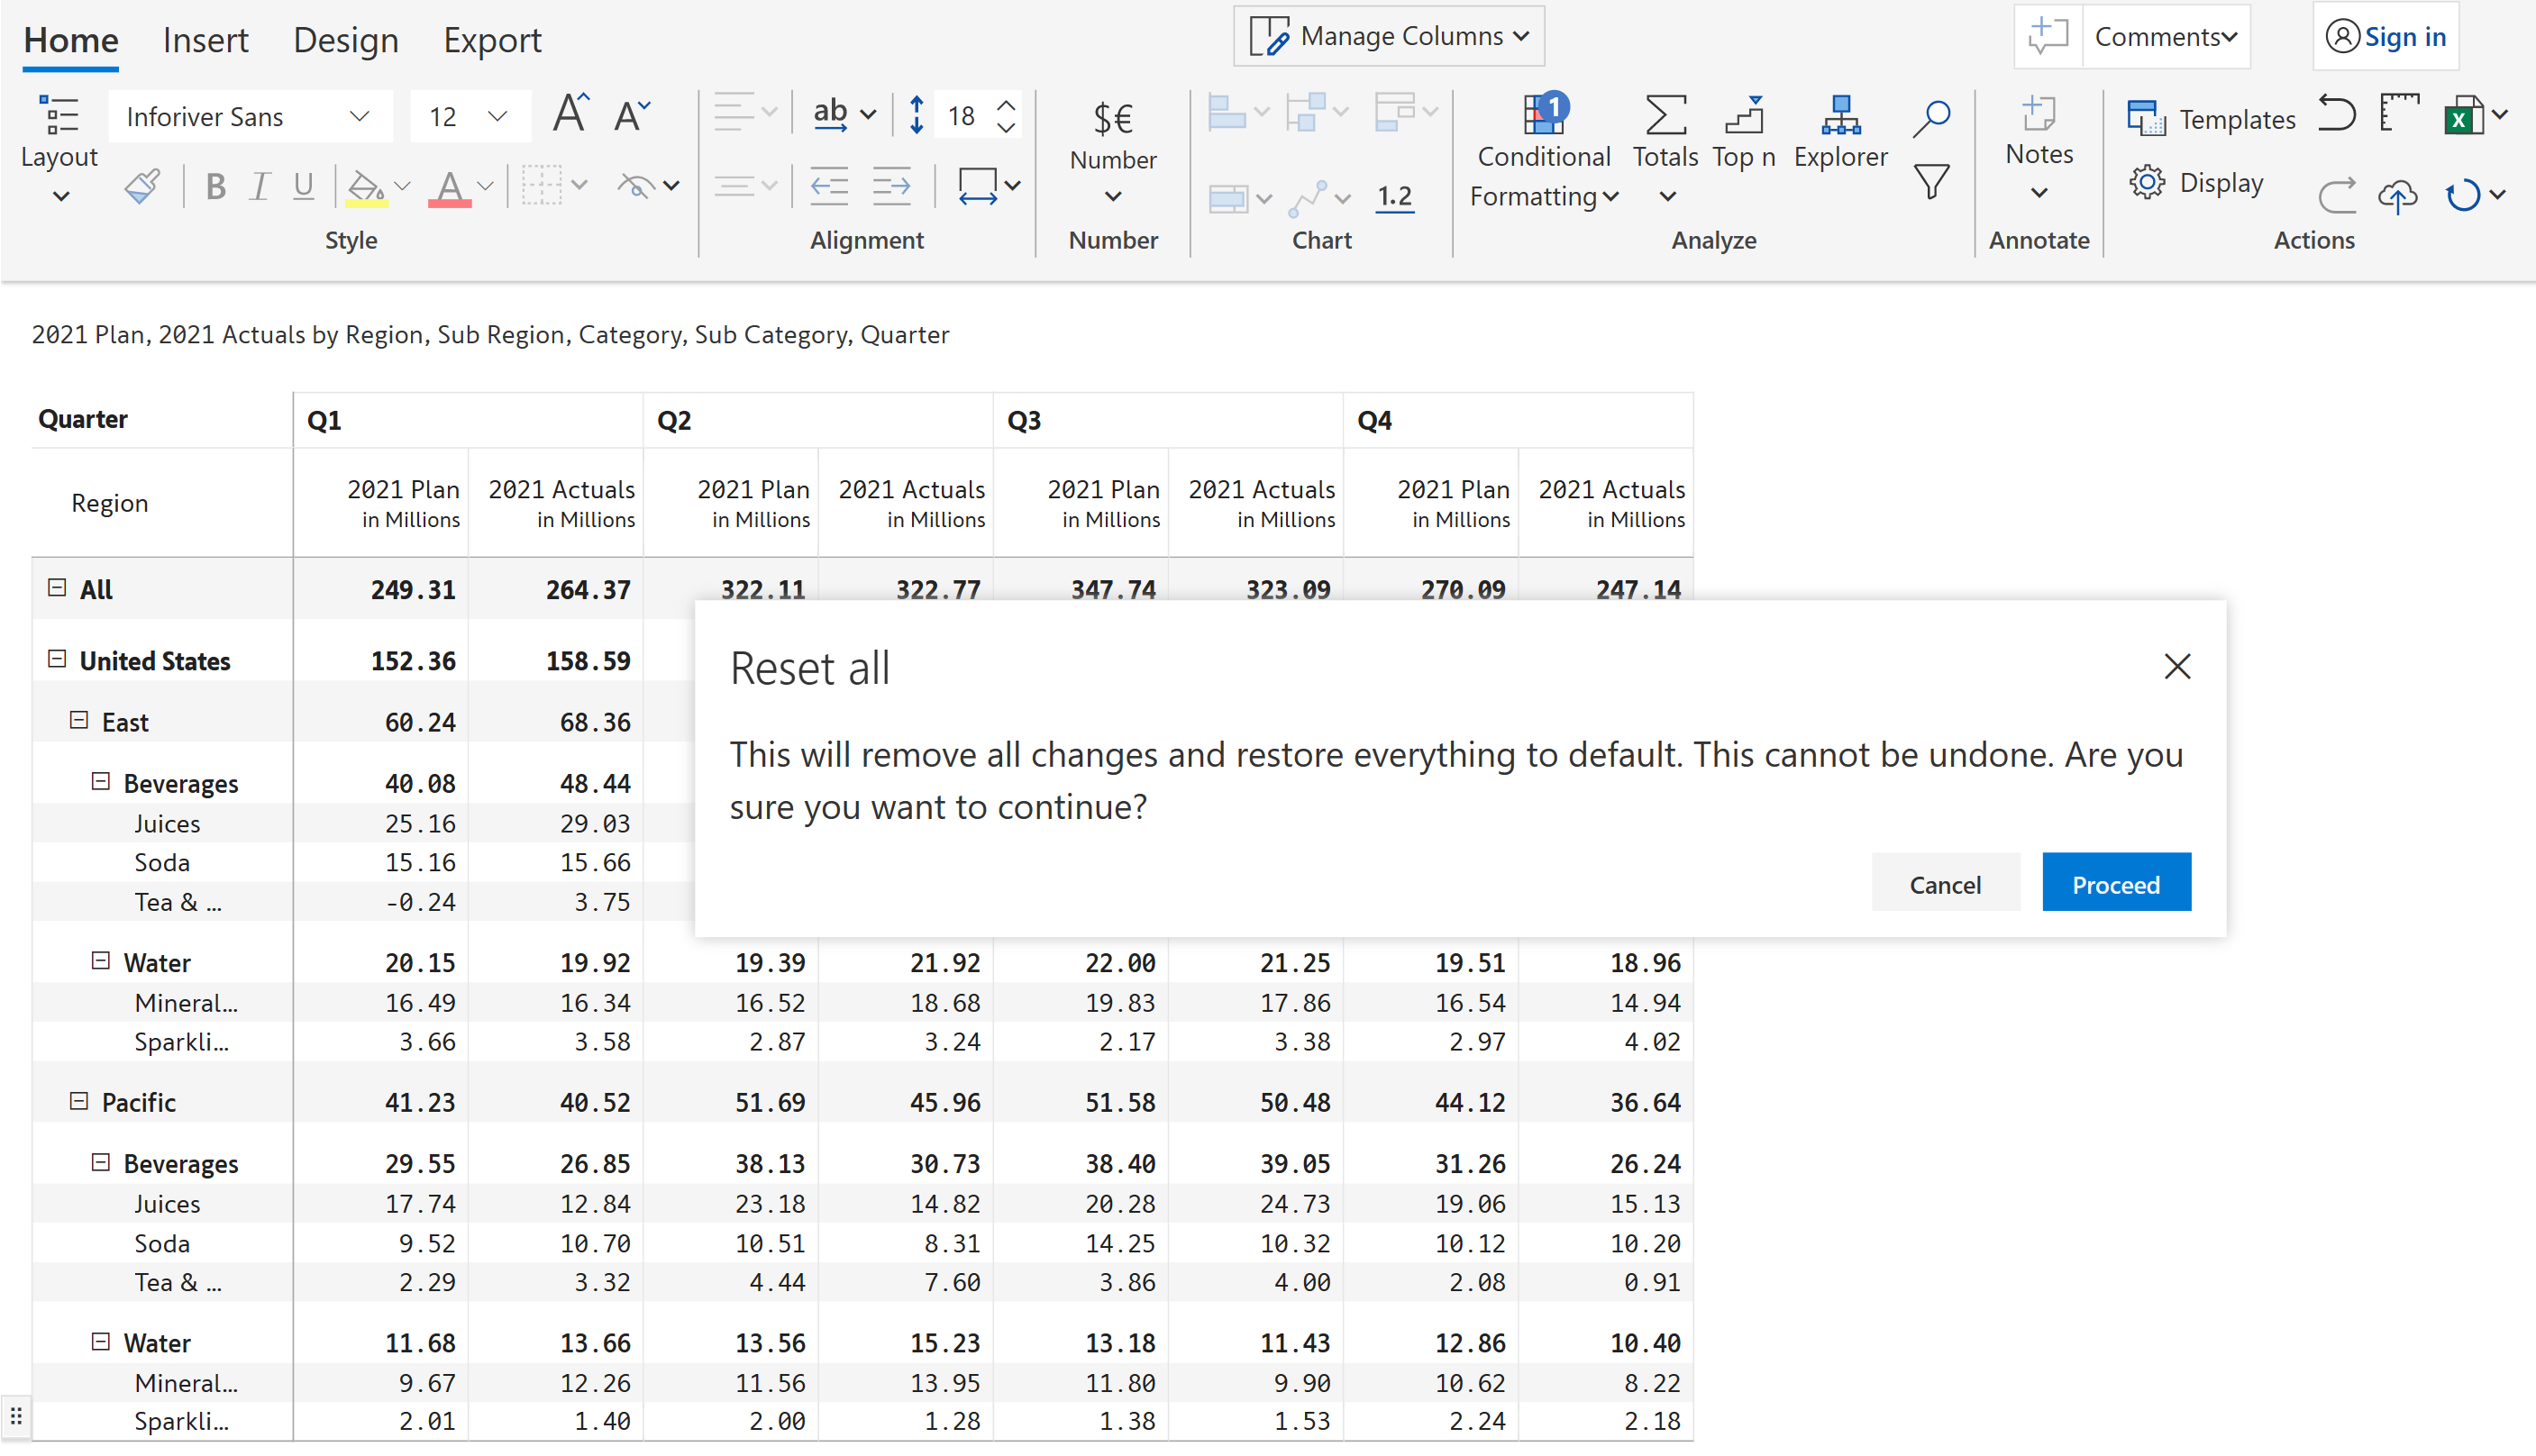 Home Insert Design Export Manage Columns Comments Sign in
Layout Inforiver Sans 12 A A ab 18 $€ Number 1 Conditional Formatting Totals Top n Explorer Notes Templates X
B I U A 1.2 Display
Style Alignment Number Chart Analyze Annotate Actions
2021 Plan, 2021 Actuals by Region, Sub Region, Category, Sub Category, Quarter
Quarter Q1 Q2 Q3 Q4
Region 2021 Plan 2021 Actuals 2021 Plan 2021 Actuals 2021 Plan 2021 Actuals 2021 Plan 2021 Actuals
in Millions in Millions in Millions in Millions in Millions in Millions in Millions in Millions
All 249.31 264.37 322.11 322.77 347.74 323.09 270.09 247.14
United States 152.36 158.59
East 60.24 68.36
Beverages 40.08 48.44
Juices 25.16 29.03
Soda 15.16 15.66
Tea & ... -0.24 3.75
Reset all
This will remove all changes and restore everything to default. This cannot be undone. Are you
sure you want to continue?
Cancel Proceed
Water 20.15 19.92 19.39 21.92 22.00 21.25 19.51 18.96
Mineral... 16.49 16.34 16.52 18.68 19.83 17.86 16.54 14.94
Sparkli... 3.66 3.58 2.87 3.24 2.17 3.38 2.97 4.02
Pacific 41.23 40.52 51.69 45.96 51.58 50.48 44.12 36.64
Beverages 29.55 26.85 38.13 30.73 38.40 39.05 31.26 26.24
Juices 17.74 12.84 23.18 14.82 20.28 24.73 19.06 15.13
Soda 9.52 10.70 10.51 8.31 14.25 10.32 10.12 10.20
Tea & ... 2.29 3.32 4.44 7.60 3.86 4.00 2.08 0.91
Water 11.68 13.66 13.56 15.23 13.18 11.43 12.86 10.40
Mineral... 9.67 12.26 11.56 13.95 11.80 9.90 10.62 8.22
Sparkli... 2.01 1.40 2.00 1.28 1.38 1.53 2.24 2.18